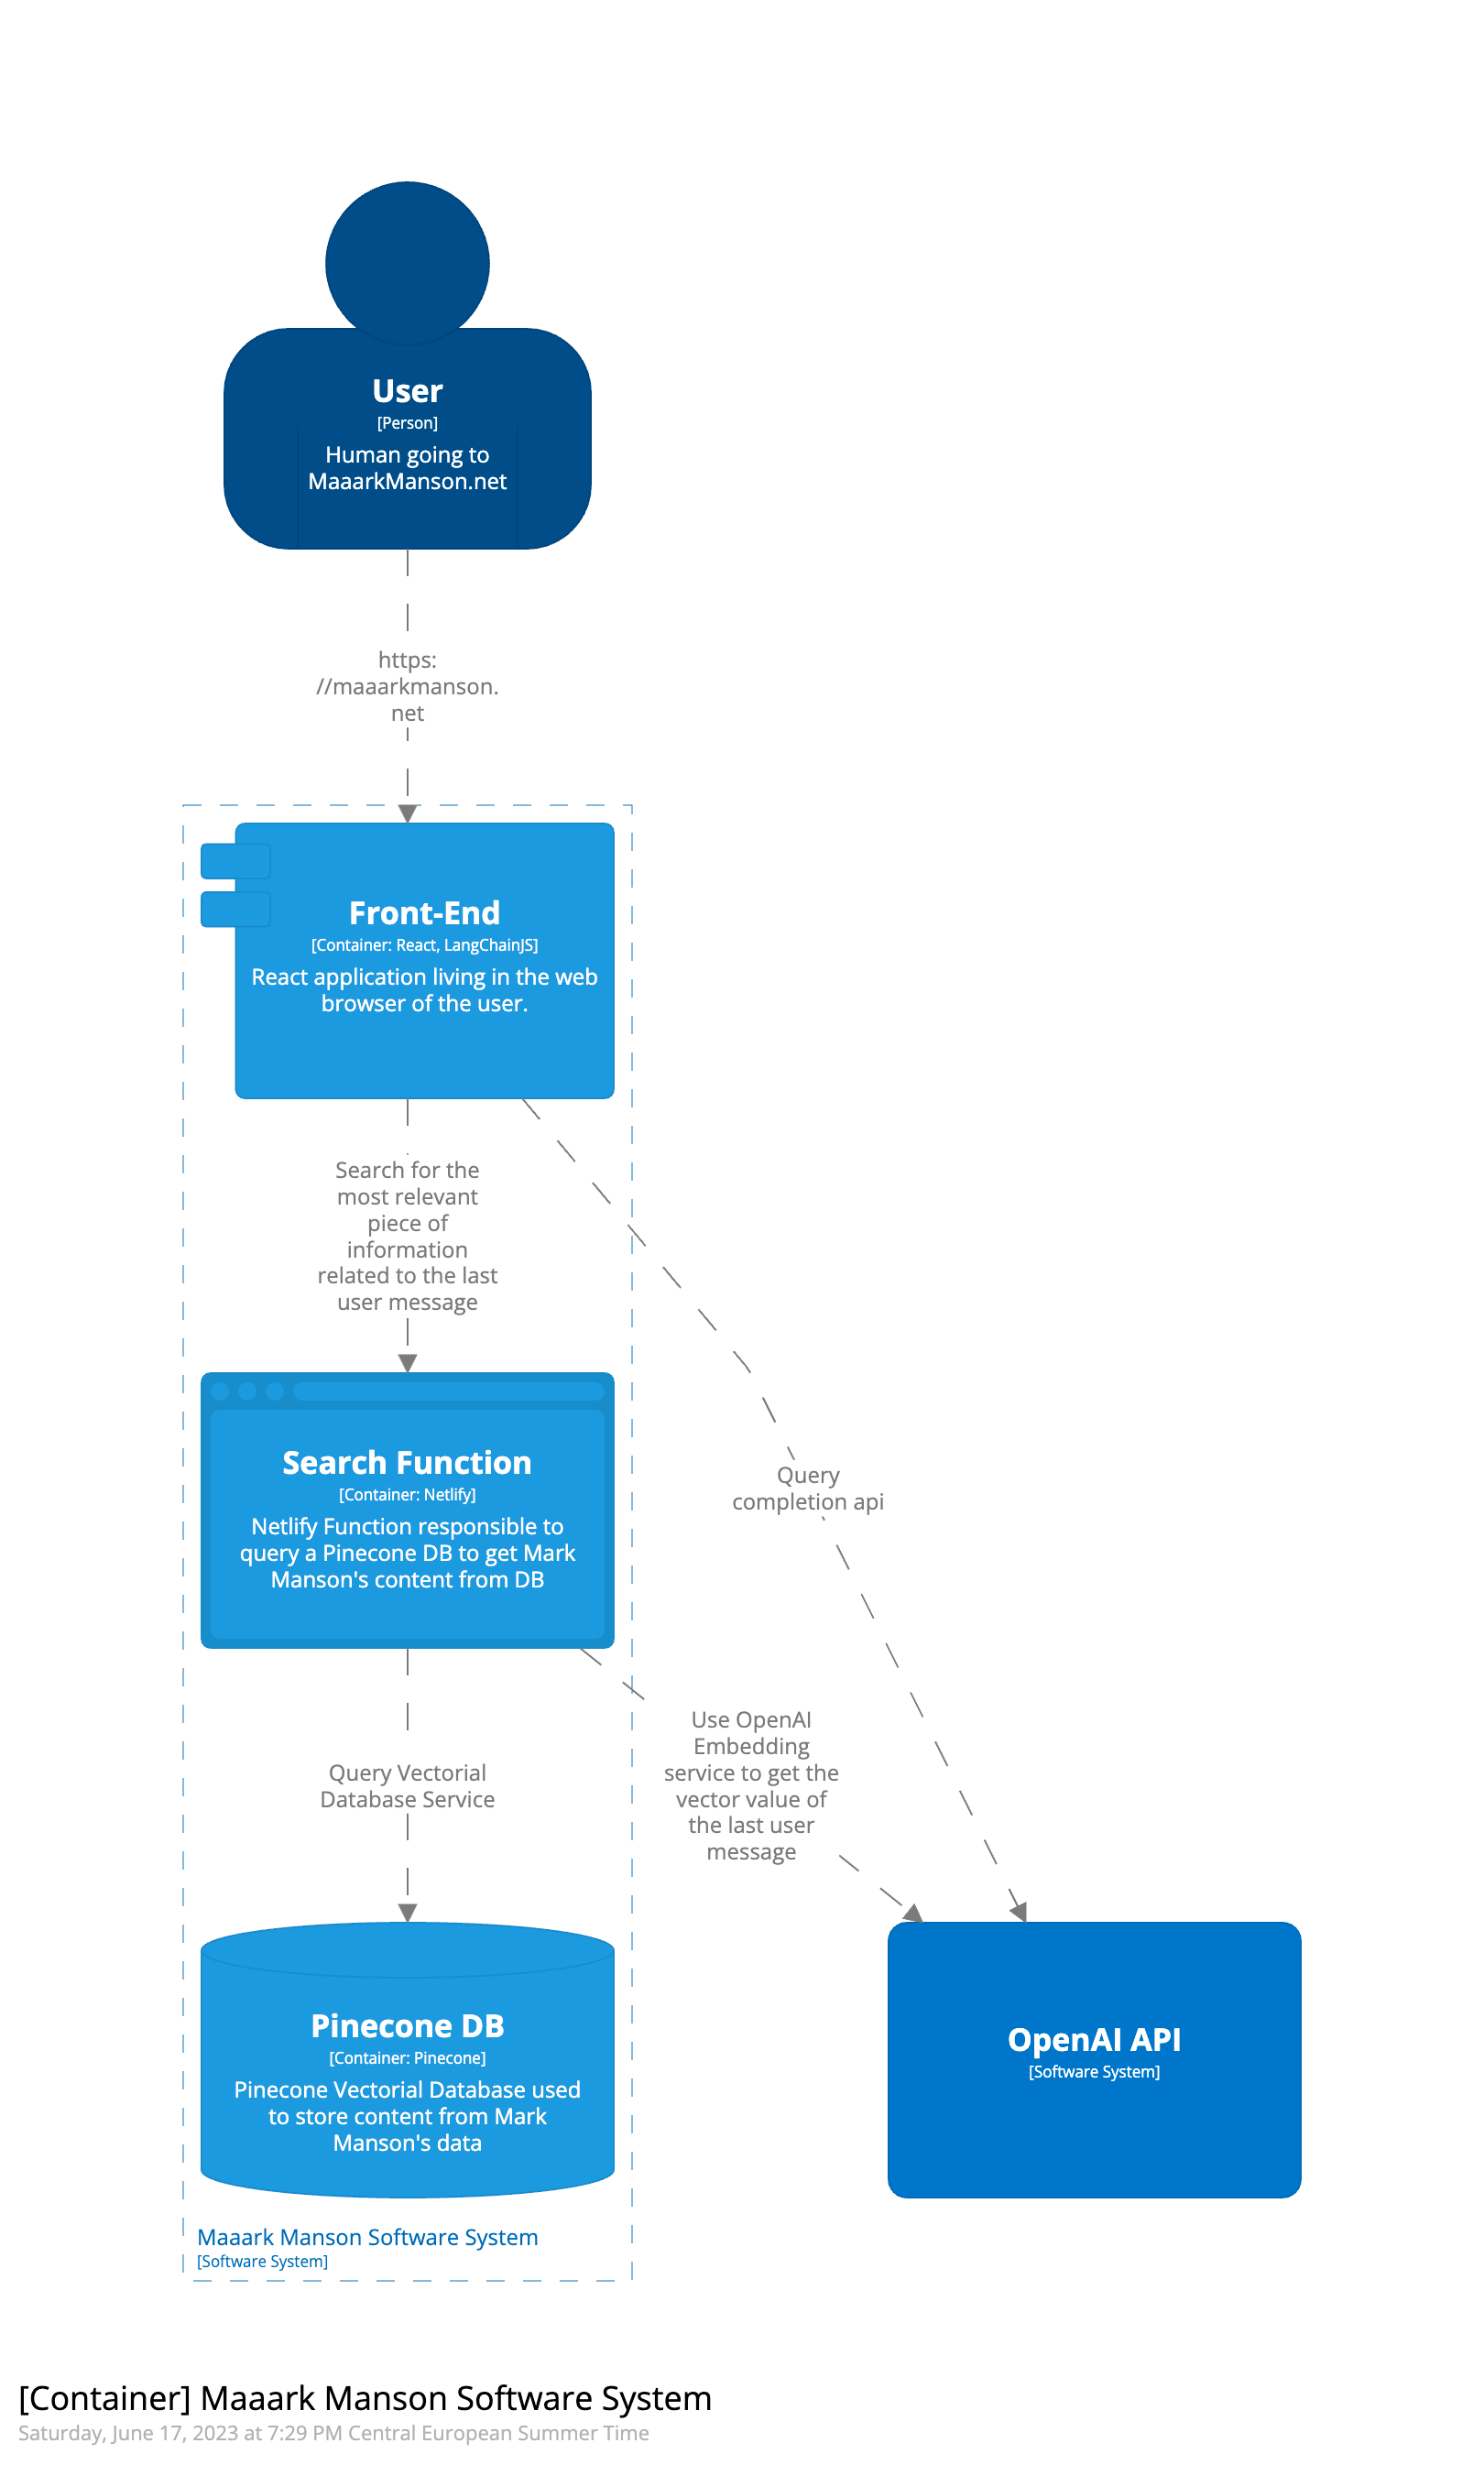 User
[Person]
Human going to
MaaarkManson.net
https:
//maaarkmanson.
net
Front-End
[Container: React, LangChainJS]
React application living in the web
browser of the user.
Search for the
most relevant
piece of
information
related to the last
user message
Query
completion api
Search Function
[Container: Netlify]
Netlify Function responsible to
query a Pinecone DB to get Mark
Manson's content from DB
Query Vectorial
Database Service
Use OpenAI
Embedding
service to get the
vector value of
the last user
message
Pinecone DB
[Container: Pinecone]
Pinecone Vectorial Database used
to store content from Mark
Manson's data
OpenAI API
[Software System]
Maaark Manson Software System
[Software System]
[Container] Maaark Manson Software System
Saturday, June 17, 2023 at 7:29 PM Central European Summer Time